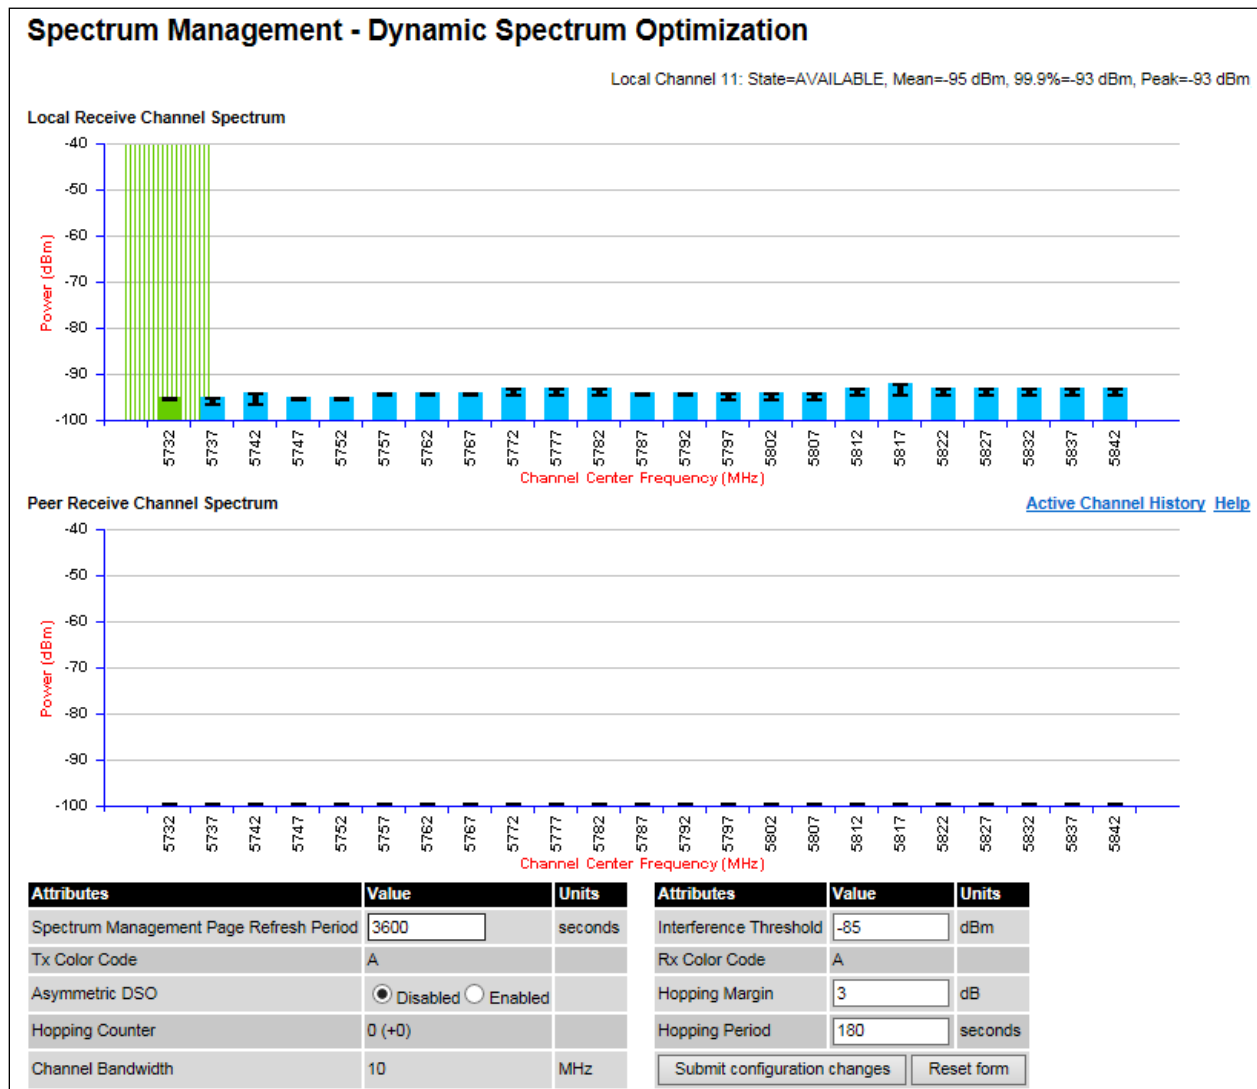 Spectrum Management - Dynamic Spectrum Optimization
Local Channel 11: State=AVAILABLE, Mean=-95 dBm, 99.9%=-93 dBm, Peak=-93 dBm
Local Receive Channel Spectrum
-40
-50
-60
-70
-80
-90
-100
Power (dBm)
5732 5737 5742 5747 5752 5757 5762 5767 5772 5777 5782 5787 5792 5797 5802 5807 5812 5817 5822 5827 5832 5837 5842
Channel Center Frequency (MHz)
Peer Receive Channel Spectrum
Active Channel History Help
-40
-50
-60
-70
-80
-90
-100
Power (dBm)
5732 5737 5742 5747 5752 5757 5762 5767 5772 5777 5782 5787 5792 5797 5802 5807 5812 5817 5822 5827 5832 5837 5842
Channel Center Frequency (MHz)
Attributes Value Units
Spectrum Management Page Refresh Period 3600 seconds
Tx Color Code A
Asymmetric DSO Disabled Enabled
Hopping Counter 0 (+0)
Channel Bandwidth 10 MHz
Attributes Value Units
Interference Threshold -85 dBm
Rx Color Code A
Hopping Margin 3 dB
Hopping Period 180 seconds
Submit configuration changes Reset form